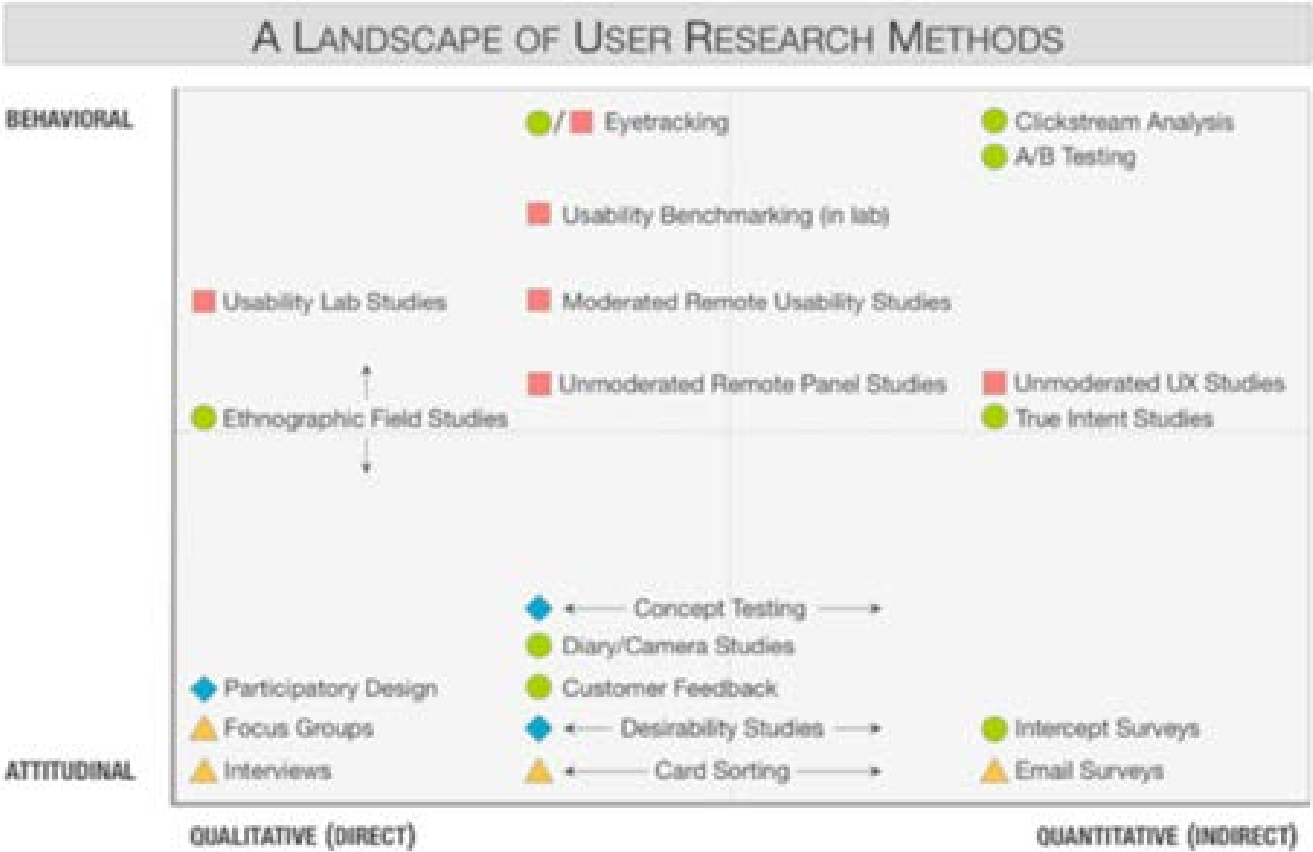 A LANDSCAPE OF USER RESEARCH METHODS
BEHAVIORAL
/ Eyetracking
Clickstream Analysis
A/B Testing
Usability Benchmarking (in lab)
Usability Lab Studies
Moderated Remote Usability Studies
Unmoderated Remote Panel Studies
Unmoderated UX Studies
Ethnographic Field Studies
True Intent Studies
Concept Testing
Diary/Camera Studies
Participatory Design
Customer Feedback
Focus Groups
Desirability Studies
Intercept Surveys
ATTITUDINAL
Interviews
Card Sorting
Email Surveys
QUALITATIVE (DIRECT)
QUANTITATIVE (INDIRECT)